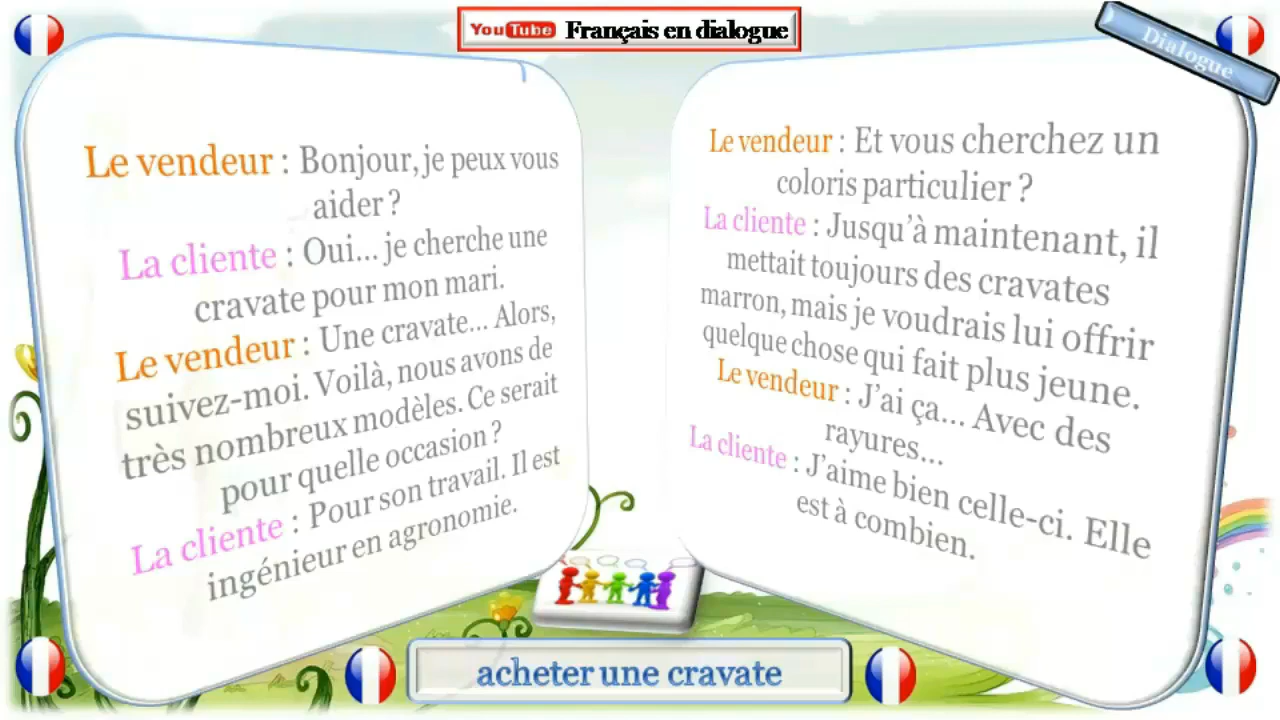 YouTube Français en dialogue
Dialogue
Le vendeur : Bonjour, je peux vous
aider ?
La cliente : Oui... je cherche une
cravate pour mon mari.
Le vendeur : Une cravate... Alors,
suivez-moi. Voilà, nous avons de
très nombreux modèles. Ce serait
pour quelle occasion ?
La cliente : Pour son travail. Il est
ingénieur en agronomie.
Le vendeur : Et vous cherchez un
coloris particulier ?
La cliente : Jusqu’à maintenant, il
mettait toujours des cravates
marron, mais je voudrais lui offrir
quelque chose qui fait plus jeune.
Le vendeur : J’ai ça... Avec des
rayures...
La cliente : J’aime bien celle-ci. Elle
est à combien.
acheter une cravate